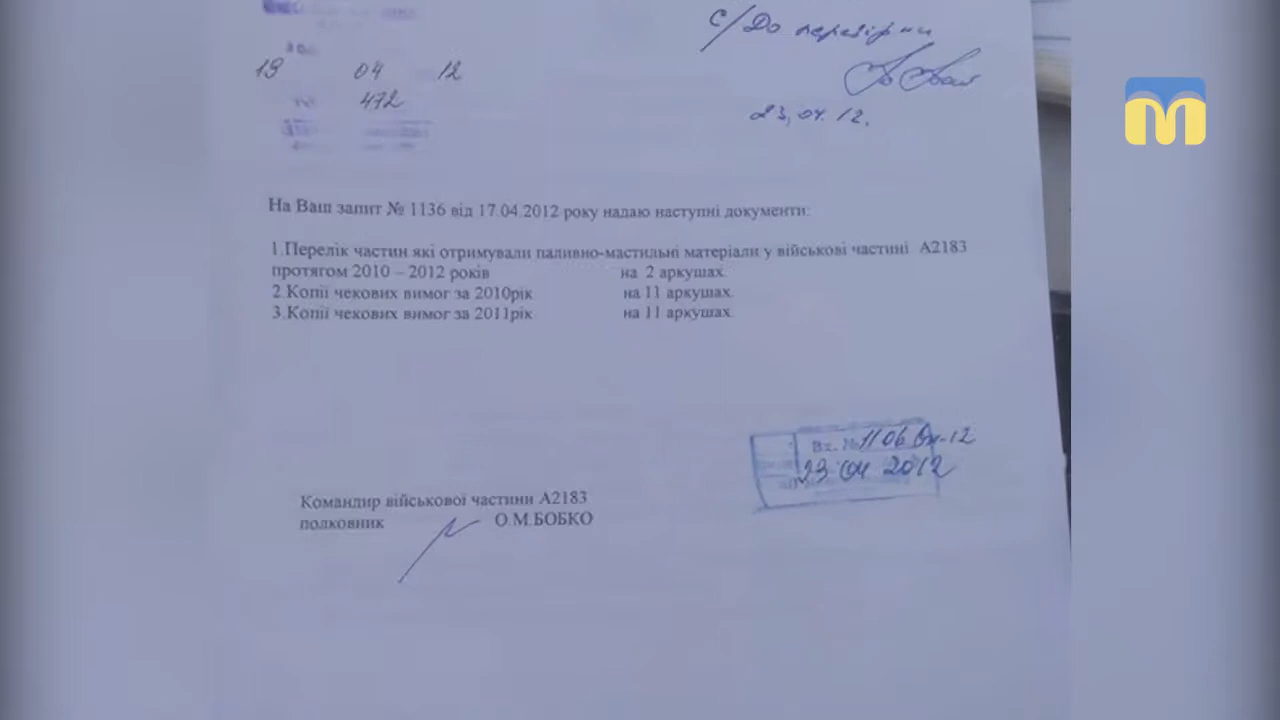 с/До перевірки
19 04 12
472
23.04.12.
На Ваш запит № 1136 від 17.04.2012 року надаю наступні документи:
1.Перелік частин які отримували паливно-мастильні матеріали у військові частині А2183
протягом 2010 – 2012 років на 2 аркушах.
2.Копії чекових вимог за 2010рік на 11 аркушах.
3.Копії чекових вимог за 2011рік на 11 аркушах.
Вх. №1106
23 04 2012
Командир військової частини А2183
полковник О.М.БОБКО